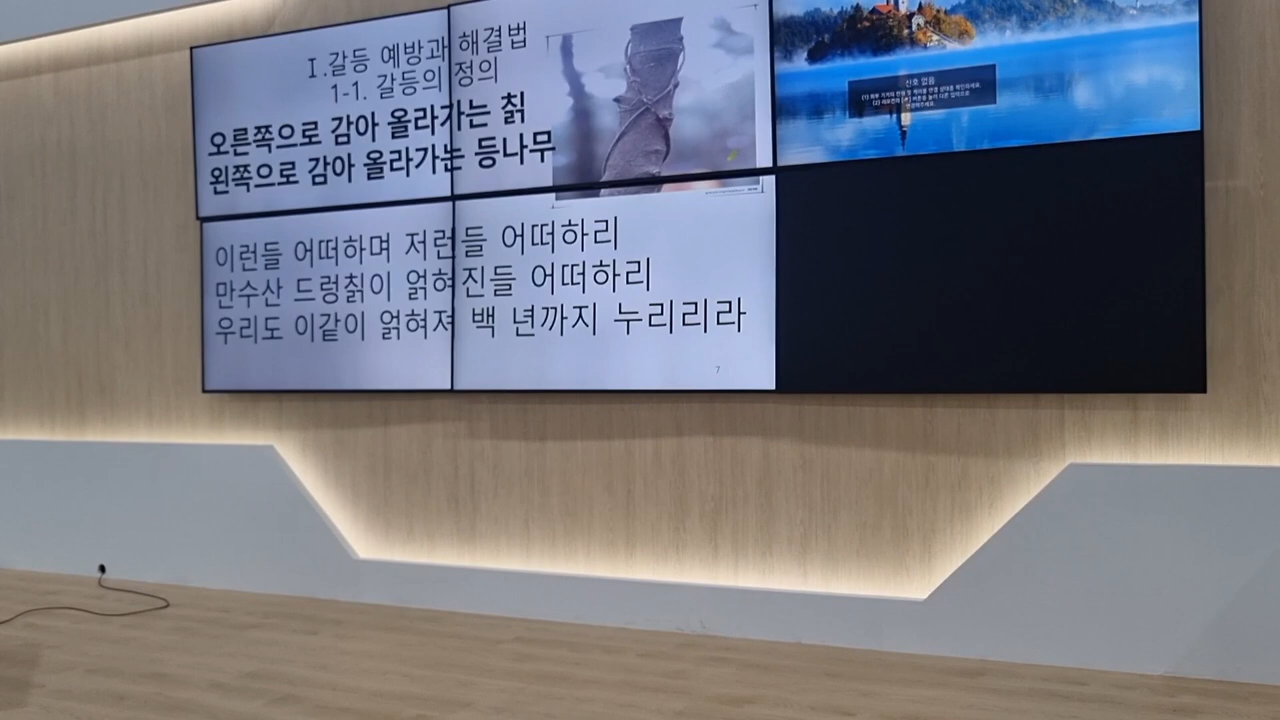 Ⅰ.갈등 예방과 해결법
1-1. 갈등의 정의
오른쪽으로 감아 올라가는 칡
왼쪽으로 감아 올라가는 등나무
이런들 어떠하며 저런들 어떠하리
만수산 드렁칡이 얽혀진들 어떠하리
우리도 이같이 얽혀져 백 년까지 누리리라
7
신호 없음